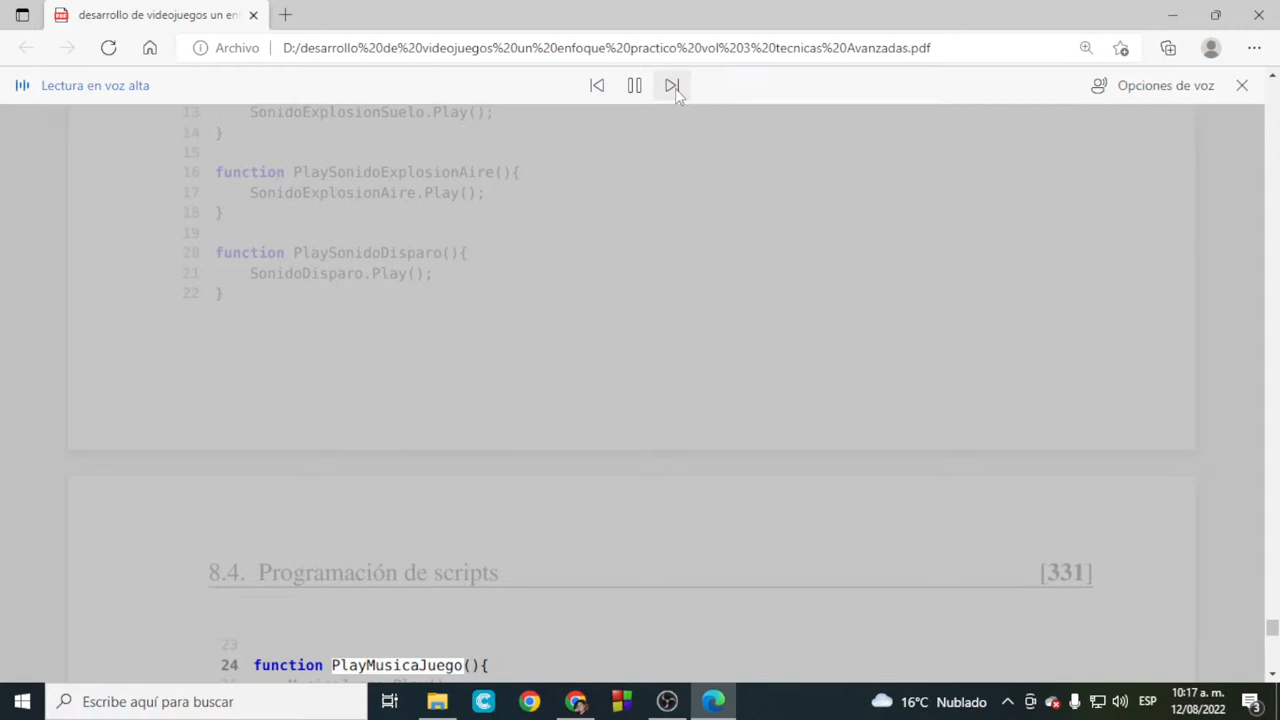 desarrollo de videojuegos un en
Archivo
D:/desarrollo%20de%20videojuegos%20un%20enfoque%20practico%20vol%203%20tecnicas%20Avanzadas.pdf
Lectura en voz alta
Opciones de voz
13 SonidoExplosionSuelo.Play();
14 }
15
16 function PlaySonidoExplosionAire(){
17 SonidoExplosionAire.Play();
18 }
19
20 function PlaySonidoDisparo(){
21 SonidoDisparo.Play();
22 }
8.4. Programación de scripts [331]
23
24 function PlayMusicaJuego(){
Escribe aquí para buscar
16°C Nublado
ESP
10:17 a. m.
12/08/2022
3